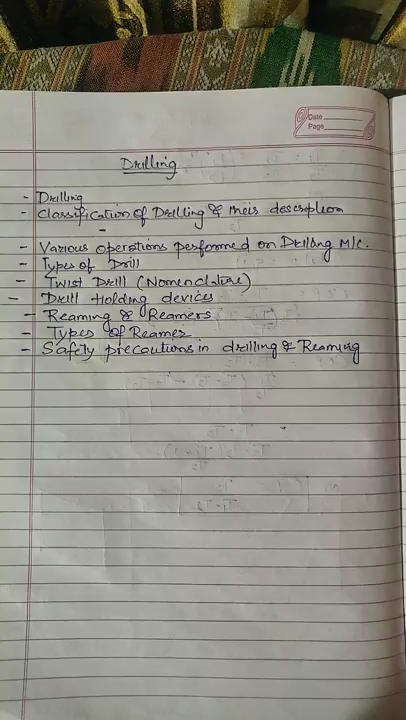 Date
Page
Drilling
- Drilling
- Classification of Drilling & their description
- Various operations performed on Drilling M/c.
- Types of Drill
- Twist Drill (Nomenclature)
- Drill Holding devices
- Reaming & Reamers
- Types of Reamer
- Safety precautions in drilling & Reaming